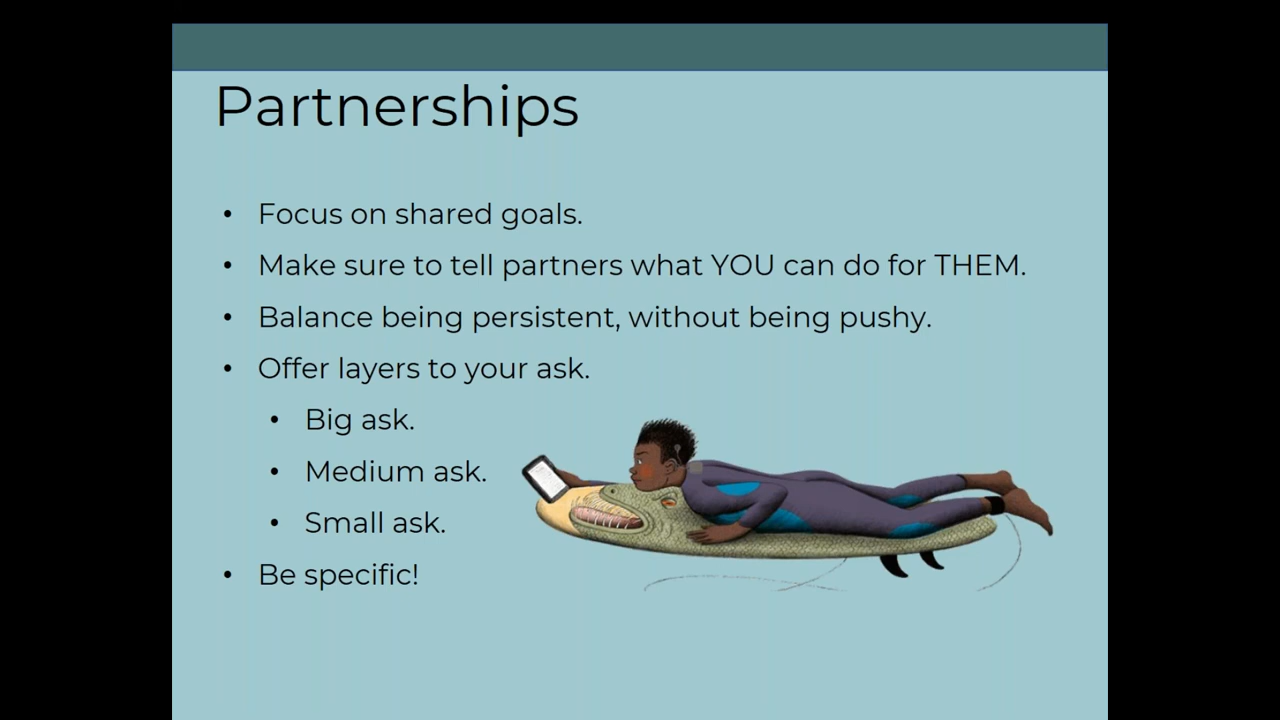 Partnerships
• Focus on shared goals.
• Make sure to tell partners what YOU can do for THEM.
• Balance being persistent, without being pushy.
• Offer layers to your ask.
• Big ask.
• Medium ask.
• Small ask.
• Be specific!